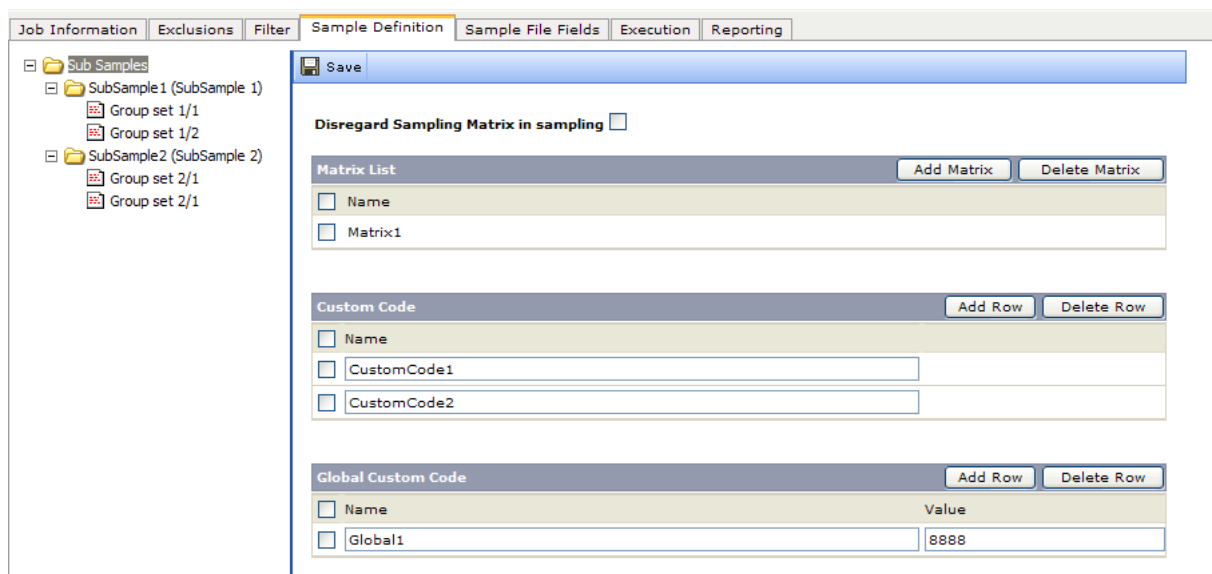 Job Information Exclusions Filter Sample Definition Sample File Fields Execution Reporting
Sub Samples
SubSample1 (SubSample 1)
Group set 1/1
Group set 1/2
SubSample2 (SubSample 2)
Group set 2/1
Group set 2/1
Save
Disregard Sampling Matrix in sampling
Matrix List Add Matrix Delete Matrix
Name
Matrix1
Custom Code Add Row Delete Row
Name
CustomCode1
CustomCode2
Global Custom Code Add Row Delete Row
Name Value
Global1 8888